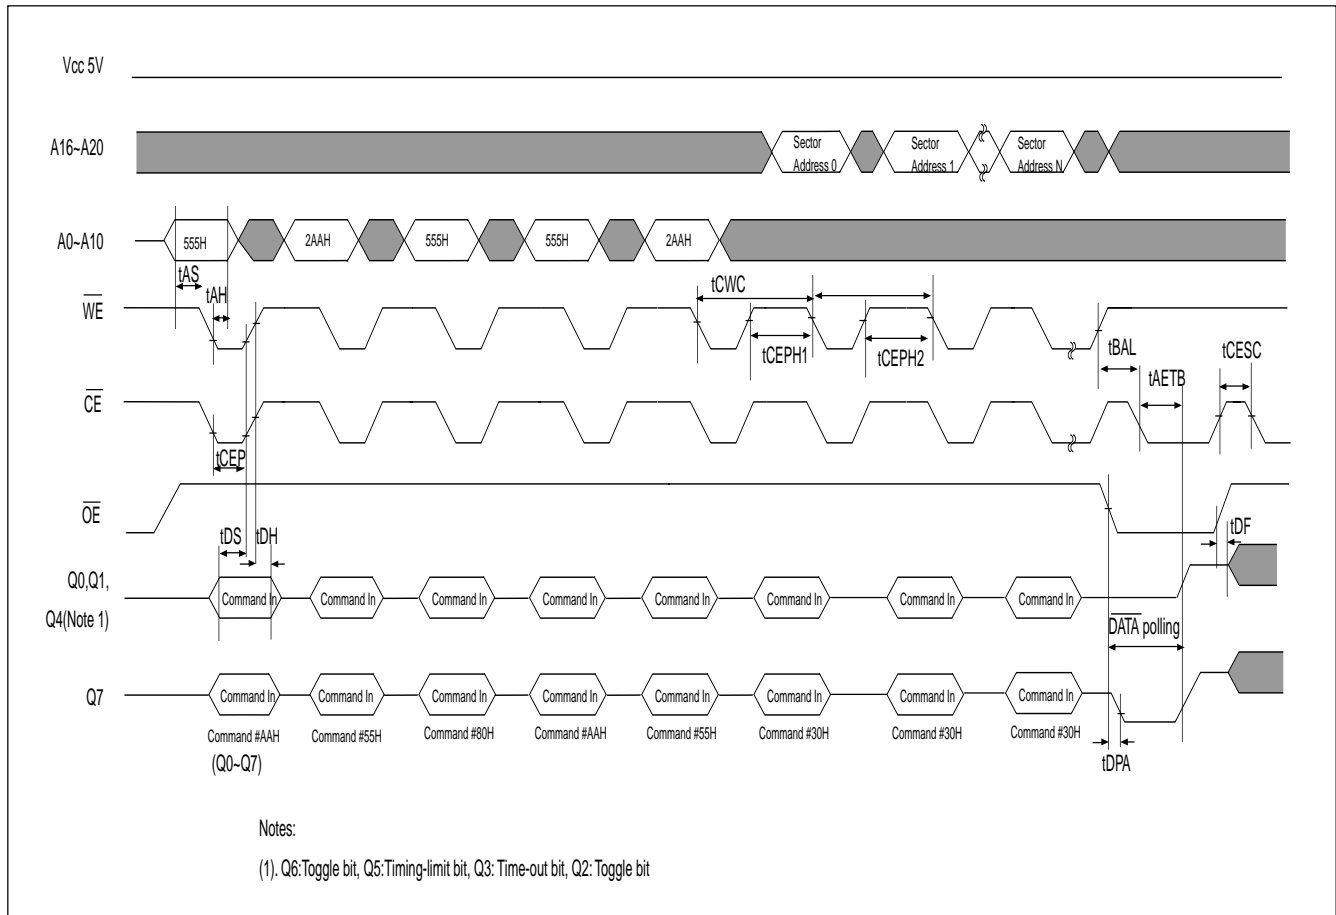 Vcc 5V
A16~A20
Sector Address 0
Sector Address 1
Sector Address N
A0~A10
555H
2AAH
555H
555H
2AAH
tAS
tAH
tCWC
WE
tCEPH1
tCEPH2
tBAL
tAETB
tCESC
CE
tCEP
OE
tDS
tDH
tDF
Q0,Q1,
Q4(Note 1)
Command In
Command In
Command In
Command In
Command In
Command In
Command In
Command In
DATA polling
Q7
Command In
Command In
Command In
Command In
Command In
Command In
Command In
Command In
Command #AAH
Command #55H
Command #80H
Command #AAH
Command #55H
Command #30H
Command #30H
Command #30H
(Q0~Q7)
tDPA
Notes:
(1). Q6:Toggle bit, Q5:Timing-limit bit, Q3: Time-out bit, Q2: Toggle bit